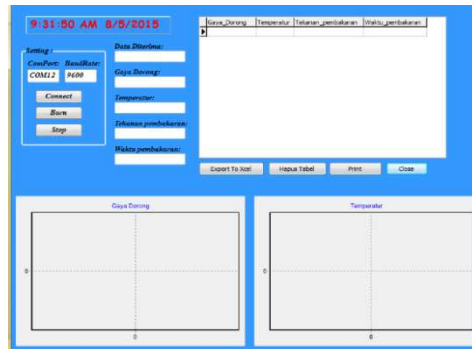 9:31:50 AM 8/5/2015
Setting :
ComPort: BaudRate:
COM12 9600
Connect
Burn
Stop
Data Diterima:
Gaya Dorong:
Temperatur:
Tekanan pembakaran:
Waktu pembakaran:
Gaya_Dorong Temperatur Tekanan_pembakaran Waktu_pembakaran
Export To Xcel Hapus Tabel Print Close
Gaya Dorong
0
0
Temperatur
0
0